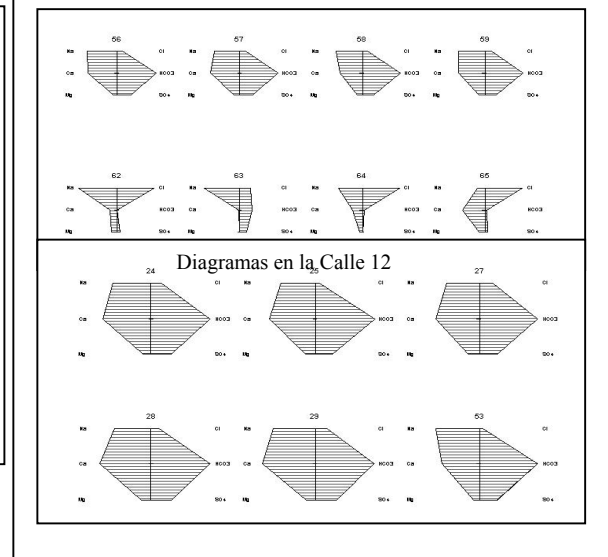 56 57 58 59
Na Cl Na Cl Na Cl Na Cl
Ca HCO3 Ca HCO3 Ca HCO3 Ca HCO3
Mg SO4 Mg SO4 Mg SO4 Mg SO4
62 63 64 65
Na Cl Na Cl Na Cl Na Cl
Ca HCO3 Ca HCO3 Ca HCO3 Ca HCO3
Mg SO4 Mg SO4 Mg SO4 Mg SO4
Diagramas en la Calle 12
24 25 27
Na Cl Na Cl Na Cl
Ca HCO3 Ca HCO3 Ca HCO3
Mg SO4 Mg SO4 Mg SO4
28 29 53
Na Cl Na Cl Na Cl
Ca HCO3 Ca HCO3 Ca HCO3
Mg SO4 Mg SO4 Mg SO4